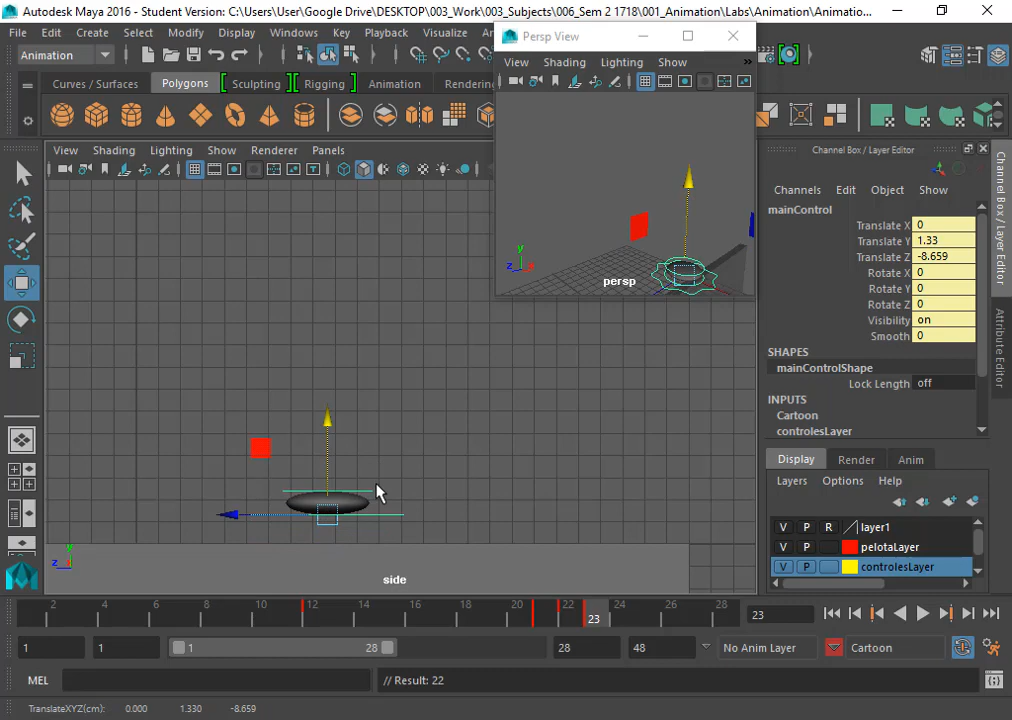 Autodesk Maya 2016 - Student Version: C:\Users\User\Google Drive\DESKTOP\003_Work\003_Subjects\006_Sem 2 1718\001_Animation\Labs\Animation\Animatio...
File Edit Create Select Modify Display Windows Key Playback Visualize
Animation
Curves / Surfaces Polygons Sculpting Rigging Animation Rendering
View Shading Lighting Show Renderer Panels
side
Persp View
View Shading Lighting Show »
persp
Channel Box / Layer Editor
Channels Edit Object Show
mainControl
Translate X 0
Translate Y 1.33
Translate Z -8.659
Rotate X 0
Rotate Y 0
Rotate Z 0
Visibility on
Smooth 0
SHAPES
mainControlShape
Lock Length off
INPUTS
Cartoon
controlesLayer
Display Render Anim
Layers Options Help
V P R layer1
V P pelotaLayer
V P controlesLayer
Channel Box / Layer Editor
Attribute Editor
2 4 6 8 10 12 14 16 18 20 22 23 24 26 28 23
1 1 1 28 28 48 No Anim Layer Cartoon
MEL // Result: 22
TranslateXYZ(cm): 0.000 1.330 -8.659